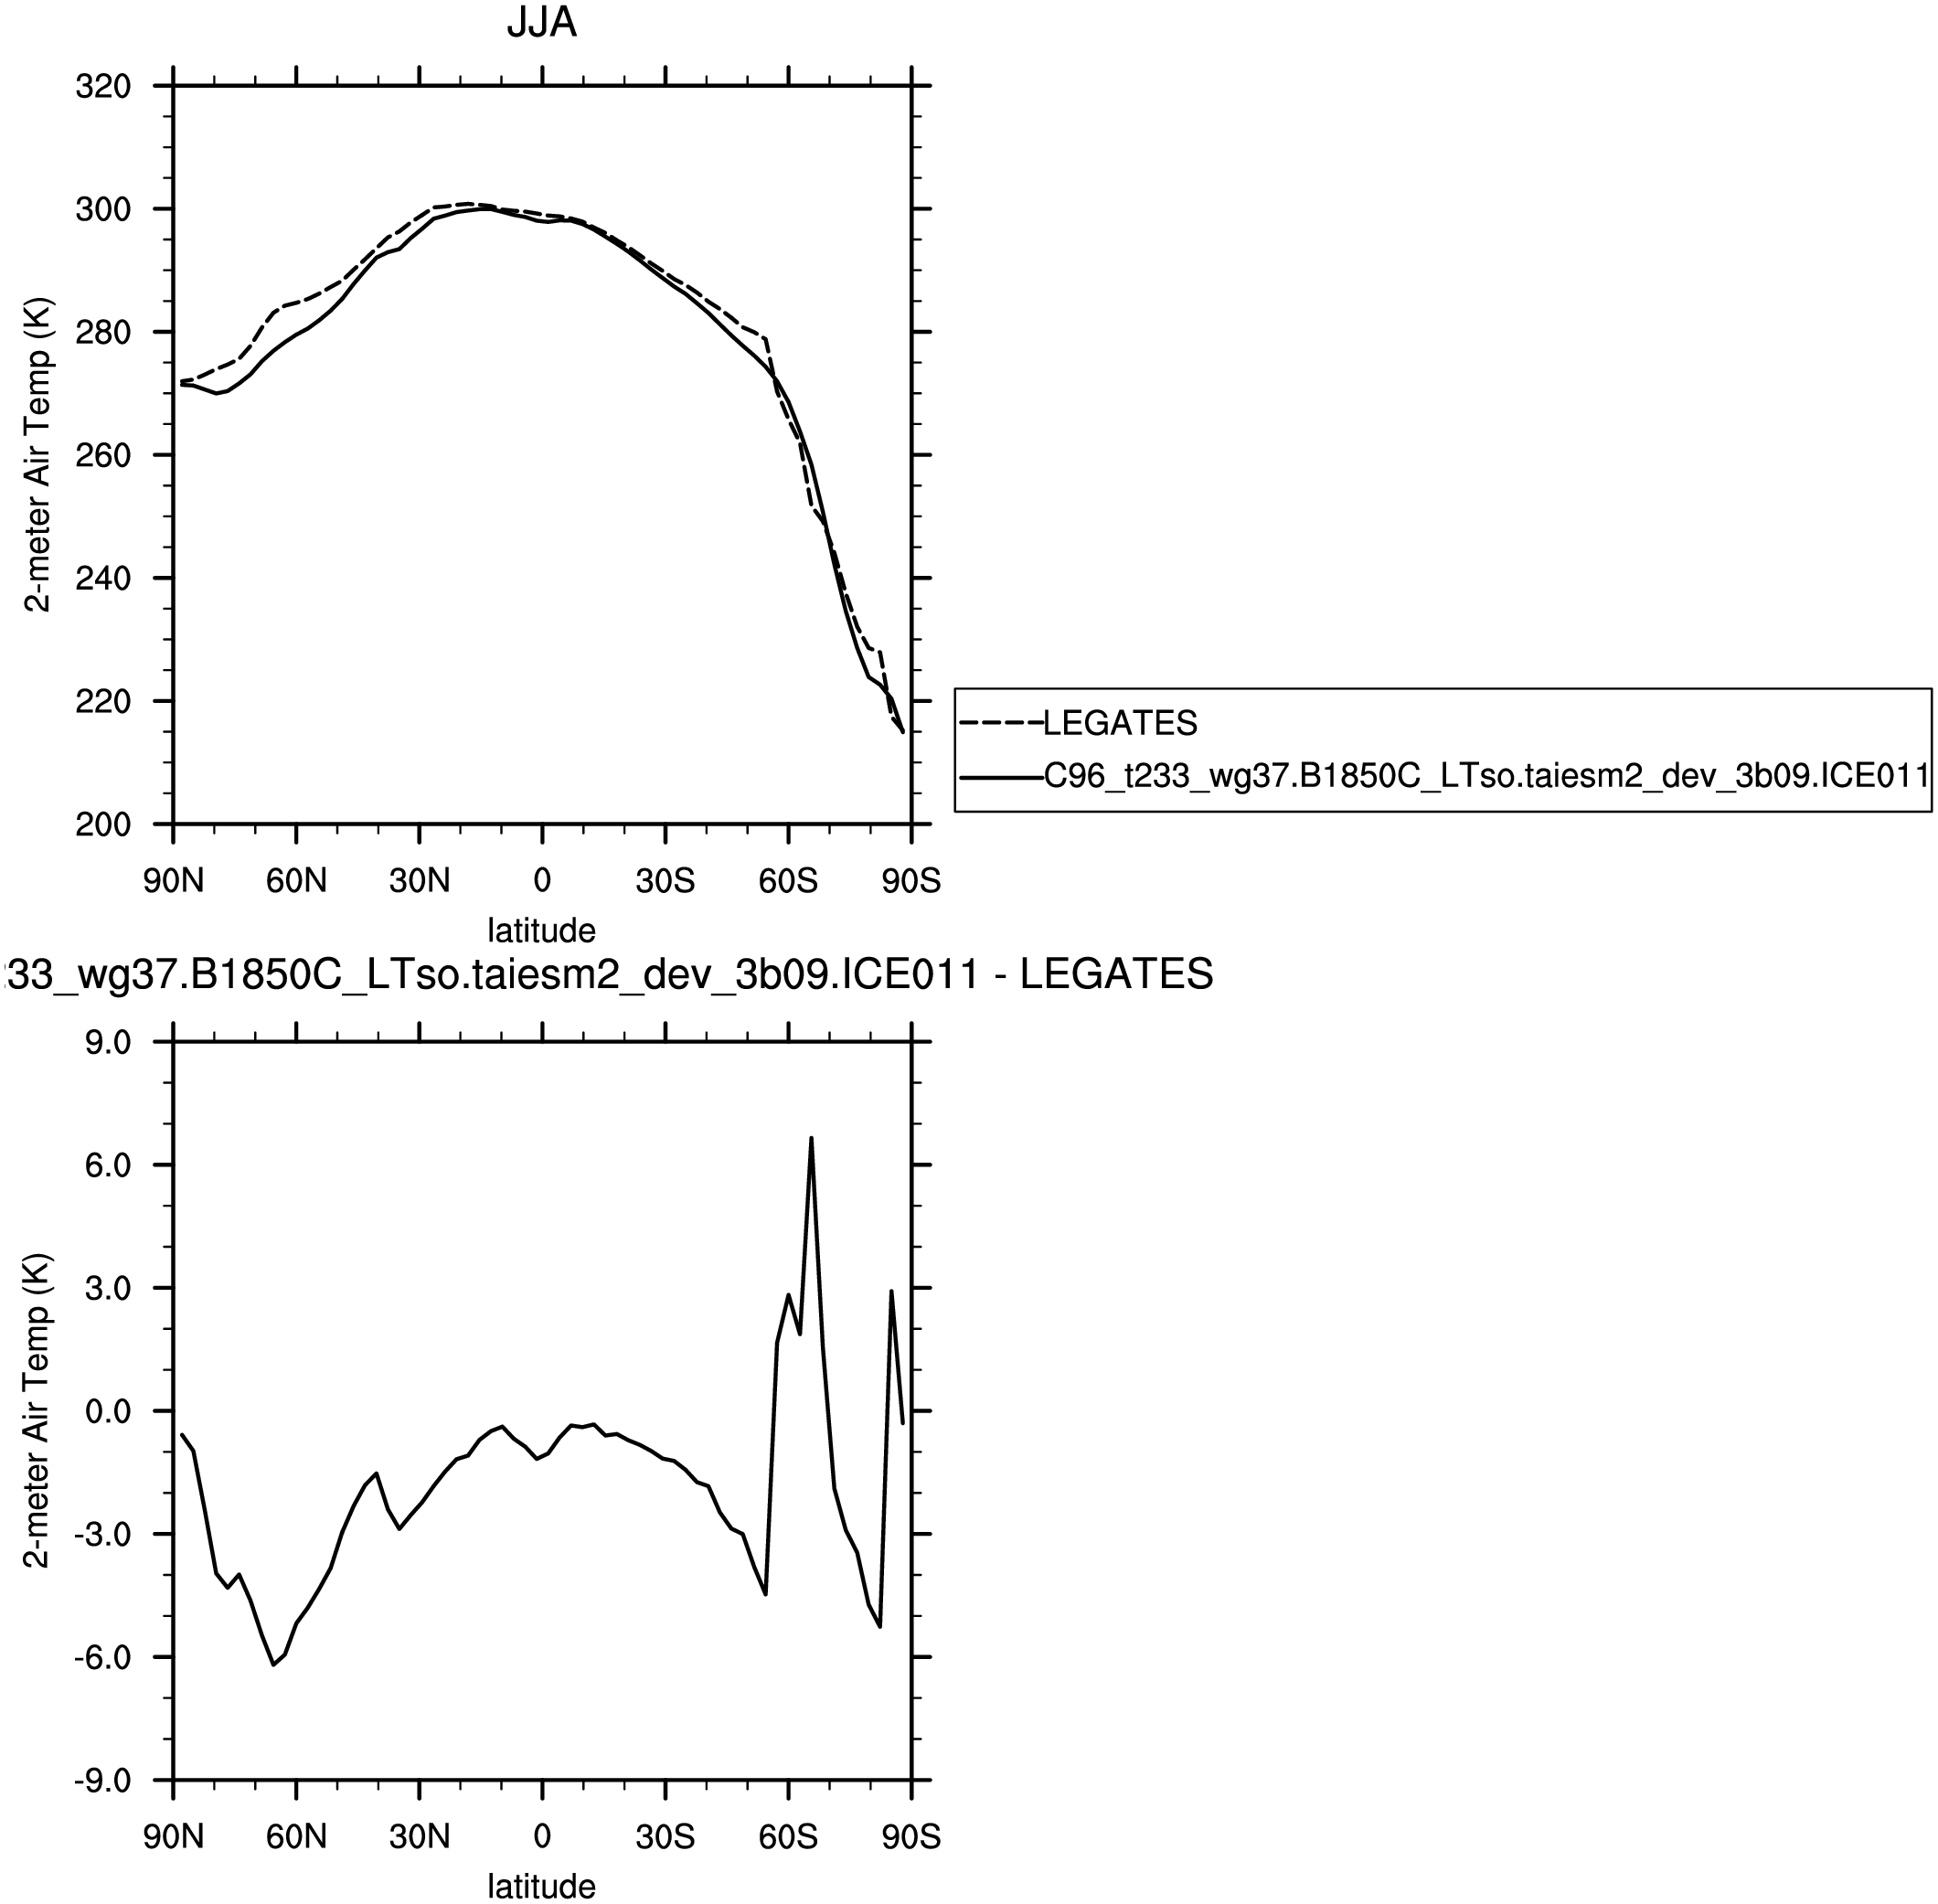 JJA
320
300
280
260
240
220
200
2-meter Air Temp (K)
90N 60N 30N 0 30S 60S 90S
latitude
LEGATES
C96_t233_wg37.B1850C_LTso.taiesm2_dev_3b09.ICE011
33_wg37.B1850C_LTso.taiesm2_dev_3b09.ICE011 - LEGATES
9.0
6.0
3.0
0.0
-3.0
-6.0
-9.0
2-meter Air Temp (K)
90N 60N 30N 0 30S 60S 90S
latitude